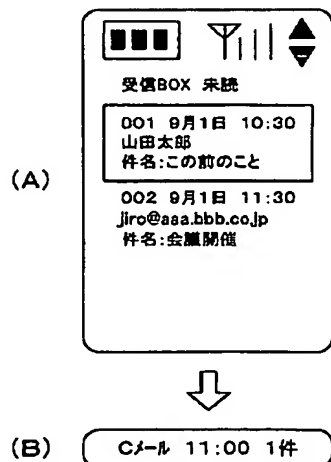 受信BOX 未読
001 9月1日 10:30
山田太郎
件名:この前のこと
(A)
002 9月1日 11:30
jiro@aaa.bbb.co.jp
件名:会議開催
(B)
Cメール 11:00 1件